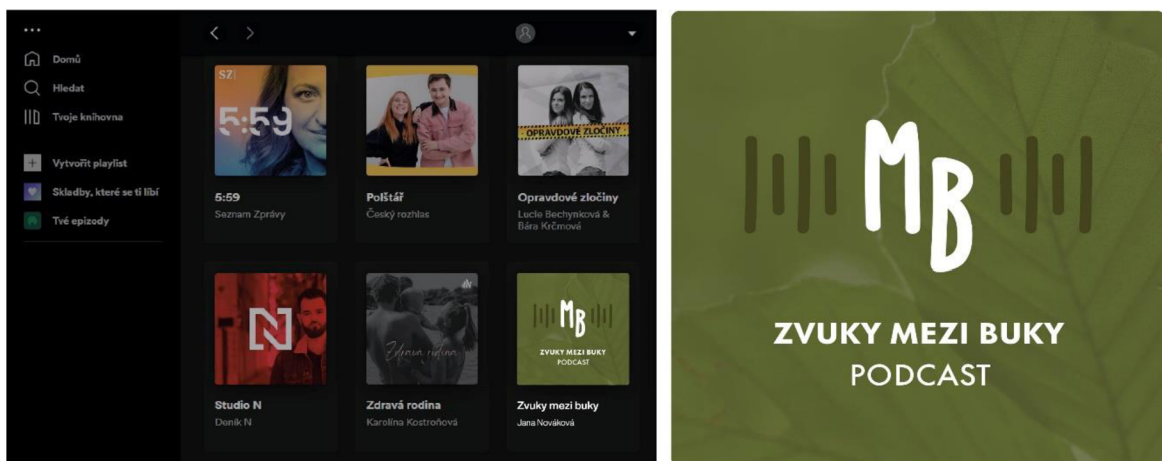 Domů
Hledat
Tvoje knihovna
Vytvořit playlist
Skladby, které se ti líbí
Tvé epizody
SZ
5:59
OPRAVDOVÉ ZLOČINY
5:59
Seznam Zprávy
Polštář
Český rozhlas
Opravdové zločiny
Lucie Bechynková &
Bára Krčmová
N
Zdravá rodina
MB
ZVUKY MEZI BUKY
PODCAST
Studio N
Deník N
Zdravá rodina
Karolína Kostroňová
Zvuky mezi buky
Jana Nováková
MB
ZVUKY MEZI BUKY
PODCAST